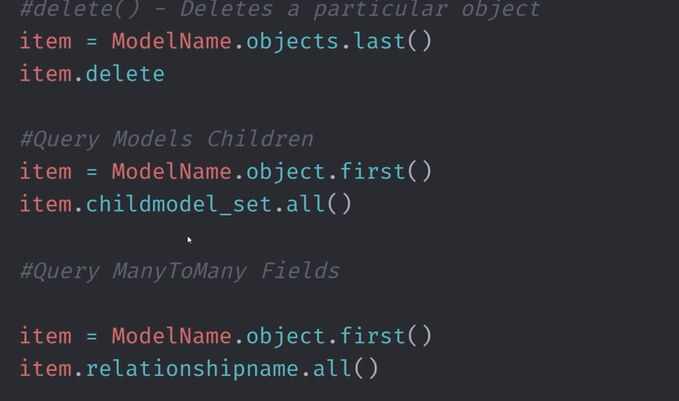 #delete() – Deletes a particular object
item = ModelName.objects.last()
item.delete
#Query Models Children
item = ModelName.object.first()
item.childmodel_set.all()
#Query ManyToMany Fields
item = ModelName.object.first()
item.relationshipname.all()